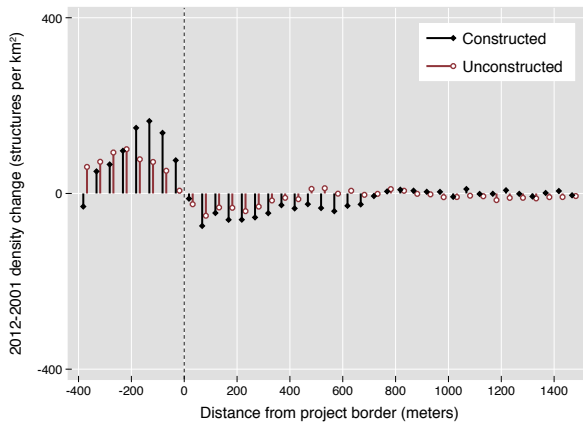 400
Constructed
Unconstructed
0
-400
2012-2001 density change (structures per km²)
-400 -200 0 200 400 600 800 1000 1200 1400
Distance from project border (meters)